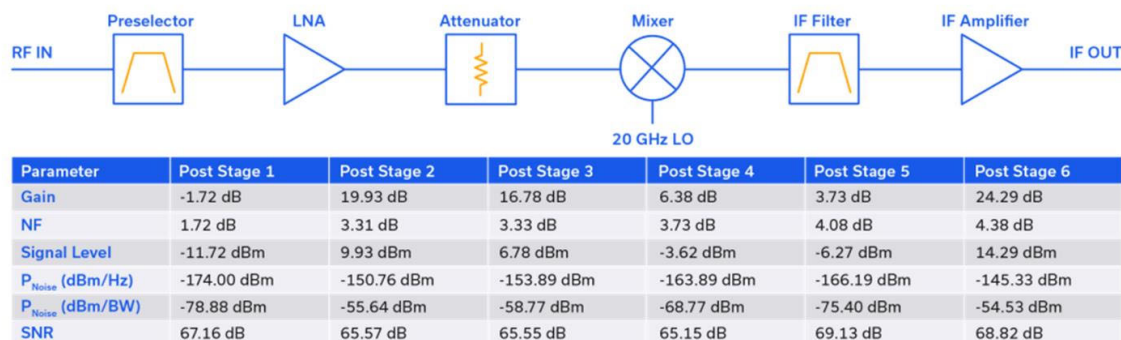 Preselector LNA Attenuator Mixer IF Filter IF Amplifier
RF IN IF OUT
20 GHz LO
Parameter Post Stage 1 Post Stage 2 Post Stage 3 Post Stage 4 Post Stage 5 Post Stage 6
Gain -1.72 dB 19.93 dB 16.78 dB 6.38 dB 3.73 dB 24.29 dB
NF 1.72 dB 3.31 dB 3.33 dB 3.73 dB 4.08 dB 4.38 dB
Signal Level -11.72 dBm 9.93 dBm 6.78 dBm -3.62 dBm -6.27 dBm 14.29 dBm
P_Noise (dBm/Hz) -174.00 dBm -150.76 dBm -153.89 dBm -163.89 dBm -166.19 dBm -145.33 dBm
P_Noise (dBm/BW) -78.88 dBm -55.64 dBm -58.77 dBm -68.77 dBm -75.40 dBm -54.53 dBm
SNR 67.16 dB 65.57 dB 65.55 dB 65.15 dB 69.13 dB 68.82 dB